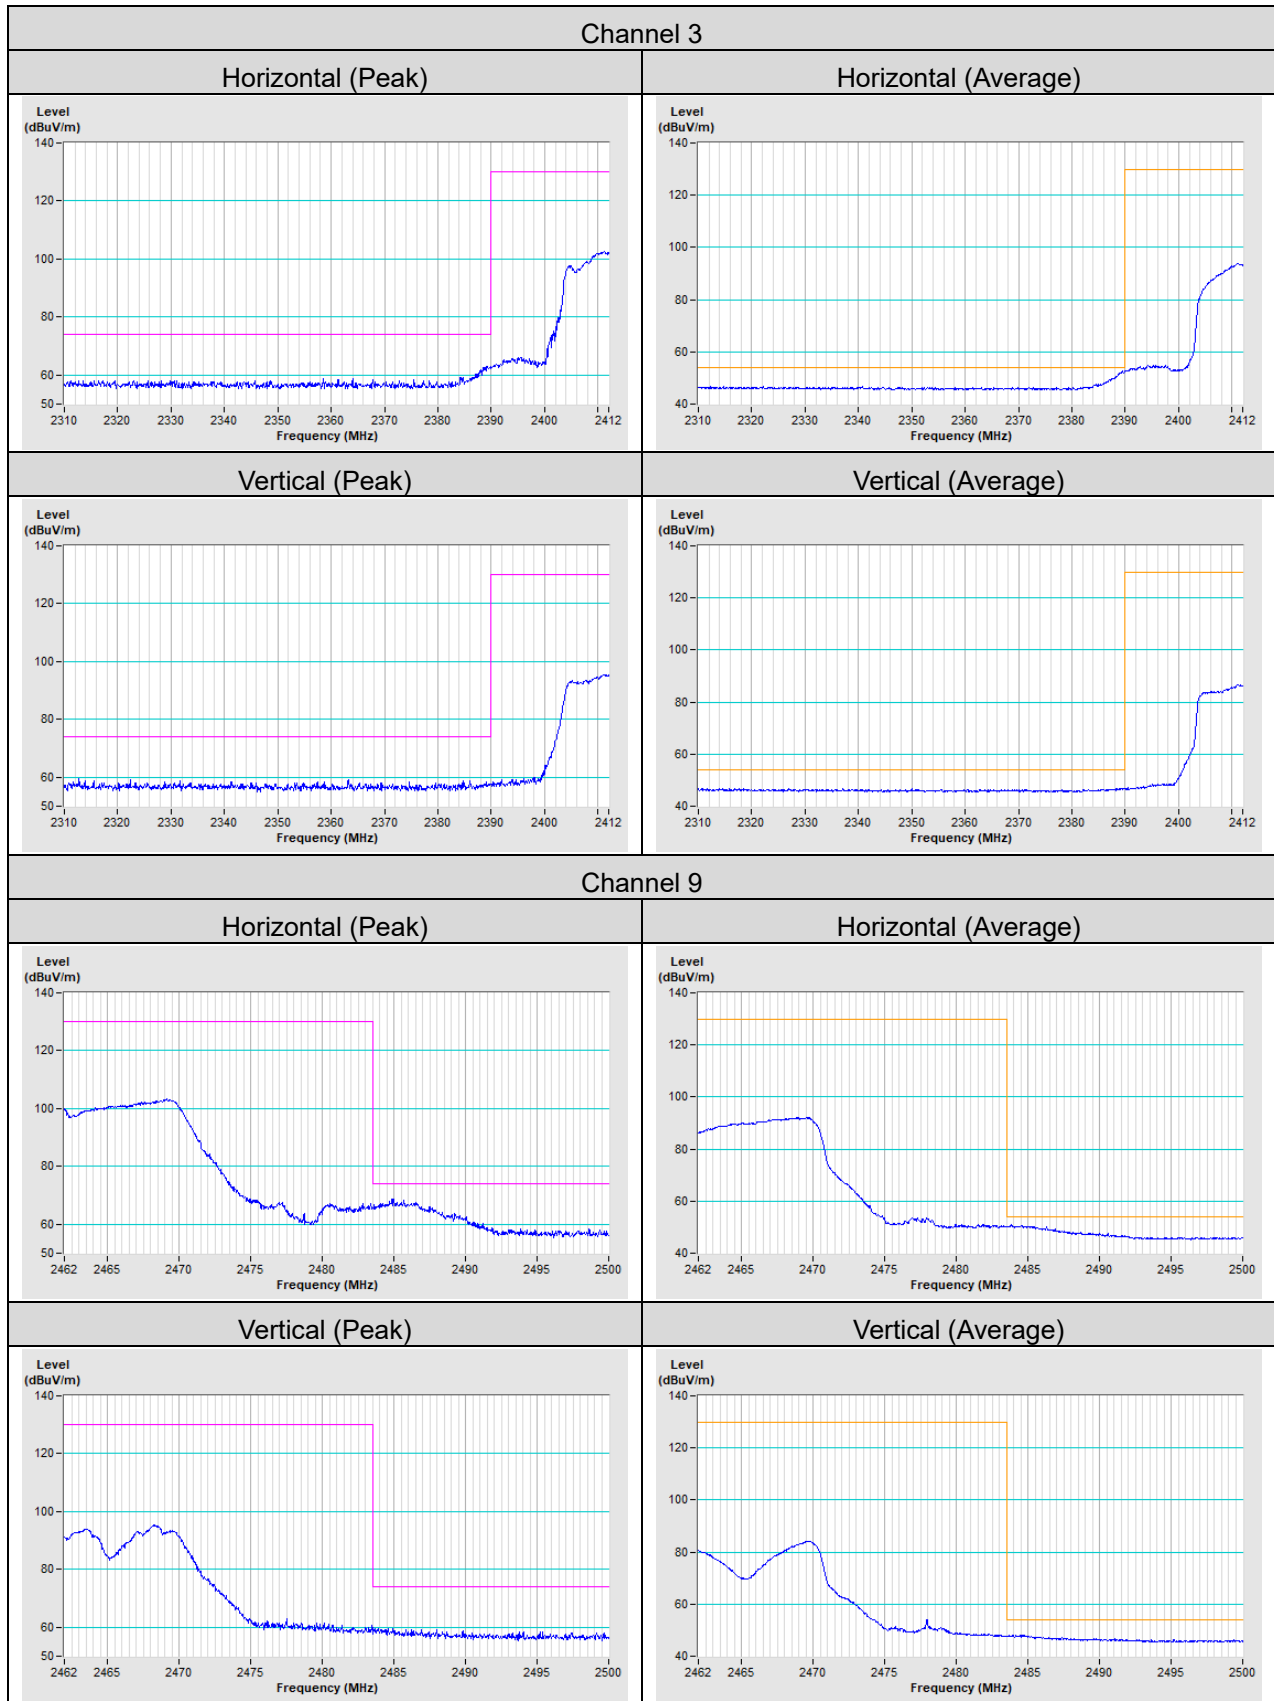 Channel 3
Horizontal (Peak) Horizontal (Average)
Level Level
(dBuV/m) (dBuV/m)
140 140
120 120
100 100
80 80
60 60
50 40
2310 2320 2330 2340 2350 2360 2370 2380 2390 2400 2412 2310 2320 2330 2340 2350 2360 2370 2380 2390 2400 2412
Frequency (MHz) Frequency (MHz)
Vertical (Peak) Vertical (Average)
Level Level
(dBuV/m) (dBuV/m)
140 140
120 120
100 100
80 80
60 60
50 40
2310 2320 2330 2340 2350 2360 2370 2380 2390 2400 2412 2310 2320 2330 2340 2350 2360 2370 2380 2390 2400 2412
Frequency (MHz) Frequency (MHz)
Channel 9
Horizontal (Peak) Horizontal (Average)
Level Level
(dBuV/m) (dBuV/m)
140 140
120 120
100 100
80 80
60 60
50 40
2462 2465 2470 2475 2480 2485 2490 2495 2500 2462 2465 2470 2475 2480 2485 2490 2495 2500
Frequency (MHz) Frequency (MHz)
Vertical (Peak) Vertical (Average)
Level Level
(dBuV/m) (dBuV/m)
140 140
120 120
100 100
80 80
60 60
50 40
2462 2465 2470 2475 2480 2485 2490 2495 2500 2462 2465 2470 2475 2480 2485 2490 2495 2500
Frequency (MHz) Frequency (MHz)